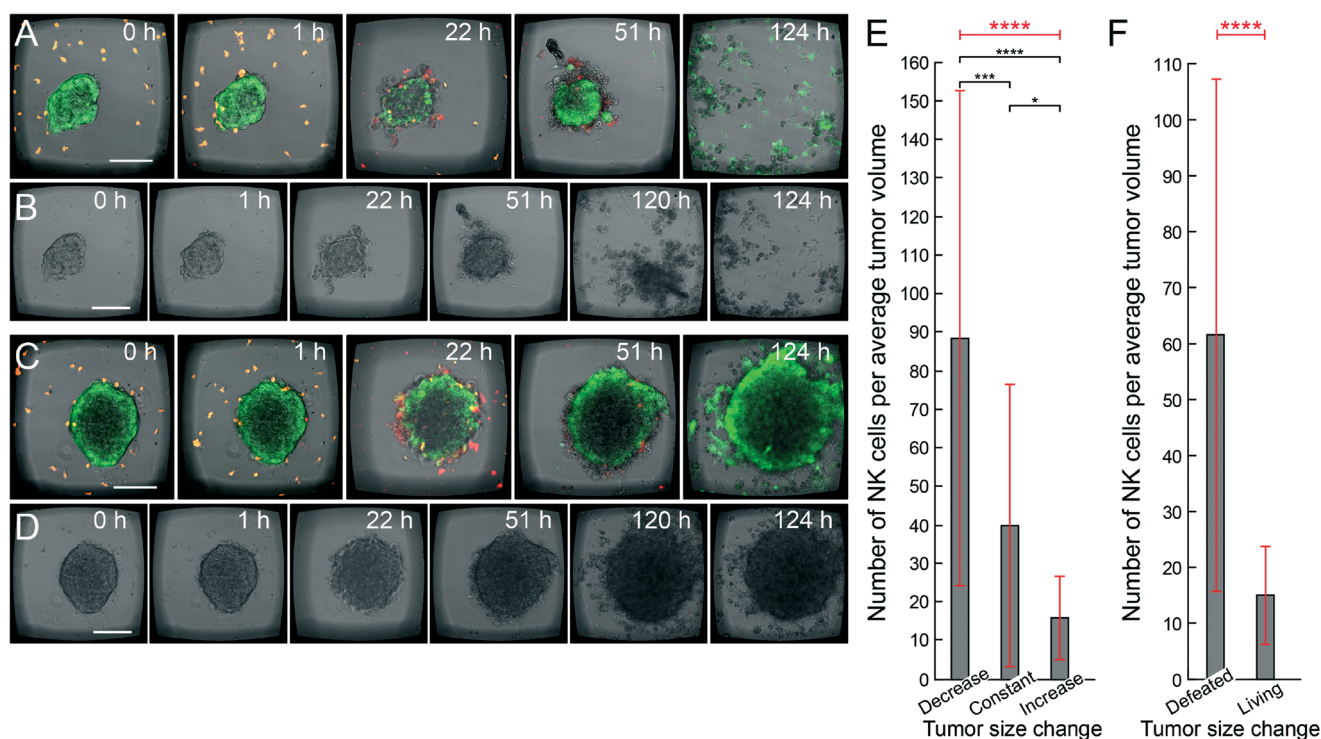 A
0 h
1 h
22 h
51 h
124 h
B
0 h
1 h
22 h
51 h
120 h
124 h
C
0 h
1 h
22 h
51 h
124 h
D
0 h
1 h
22 h
51 h
120 h
124 h
E
****
****
***
*
Number of NK cells per average tumor volume
160
150
140
130
120
110
100
90
80
70
60
50
40
30
20
10
0
Decrease
Constant
Increase
Tumor size change
F
****
Number of NK cells per average tumor volume
110
100
90
80
70
60
50
40
30
20
10
0
Defeated
Living
Tumor size change